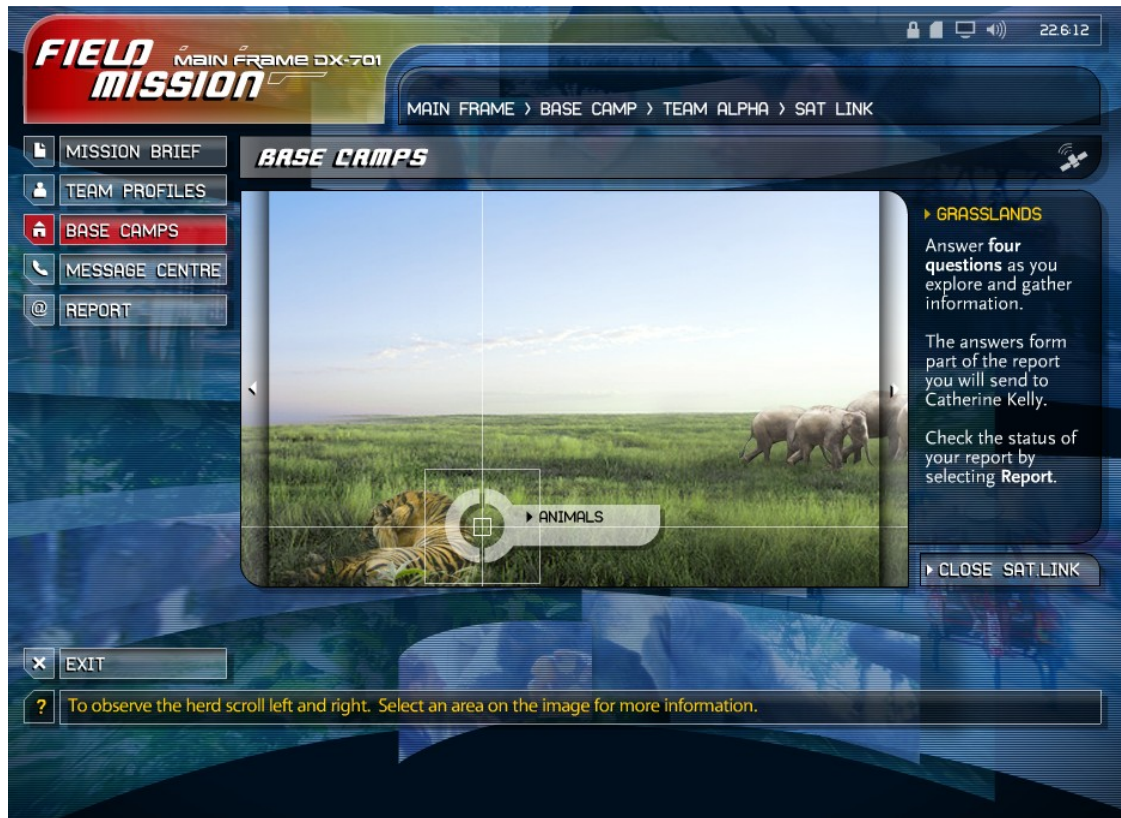 FIELD MISSION
MAIN FRAME DX-701
22.6:12
MAIN FRAME > BASE CAMP > TEAM ALPHA > SAT LINK
MISSION BRIEF
TEAM PROFILES
BASE CAMPS
MESSAGE CENTRE
@ REPORT
BASE CAMPS
GRASSLANDS
Answer four
questions as you
explore and gather
information.
The answers form
part of the report
you will send to
Catherine Kelly.
Check the status of
your report by
selecting Report.
ANIMALS
CLOSE SAT.LINK
EXIT
? To observe the herd scroll left and right. Select an area on the image for more information.